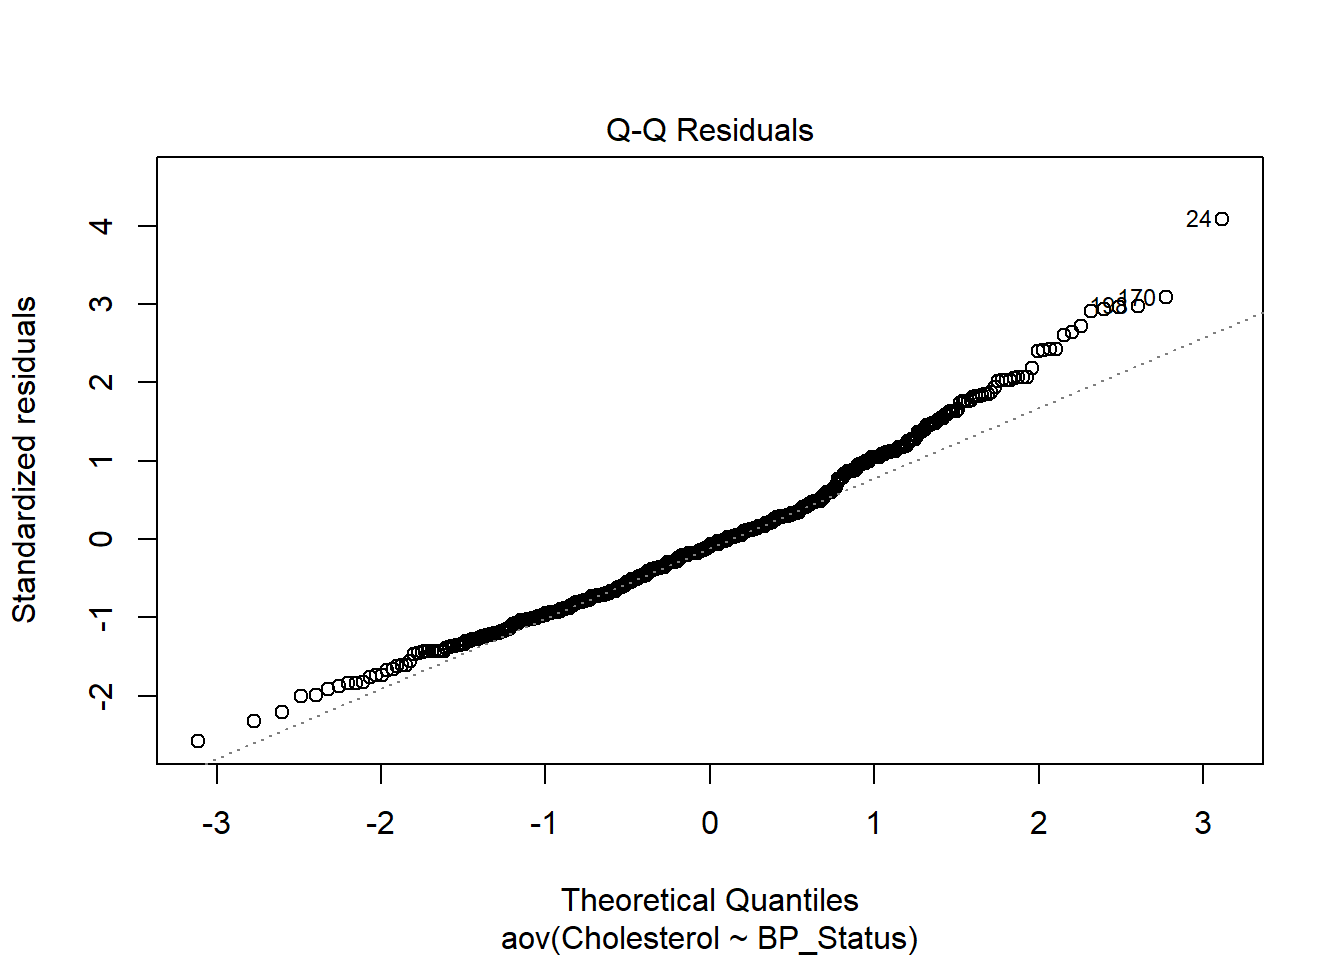 Q-Q Residuals
Standardized residuals
4
3
2
1
0
-1
-2
24
170
-3 -2 -1 0 1 2 3
Theoretical Quantiles
aov(Cholesterol ~ BP_Status)